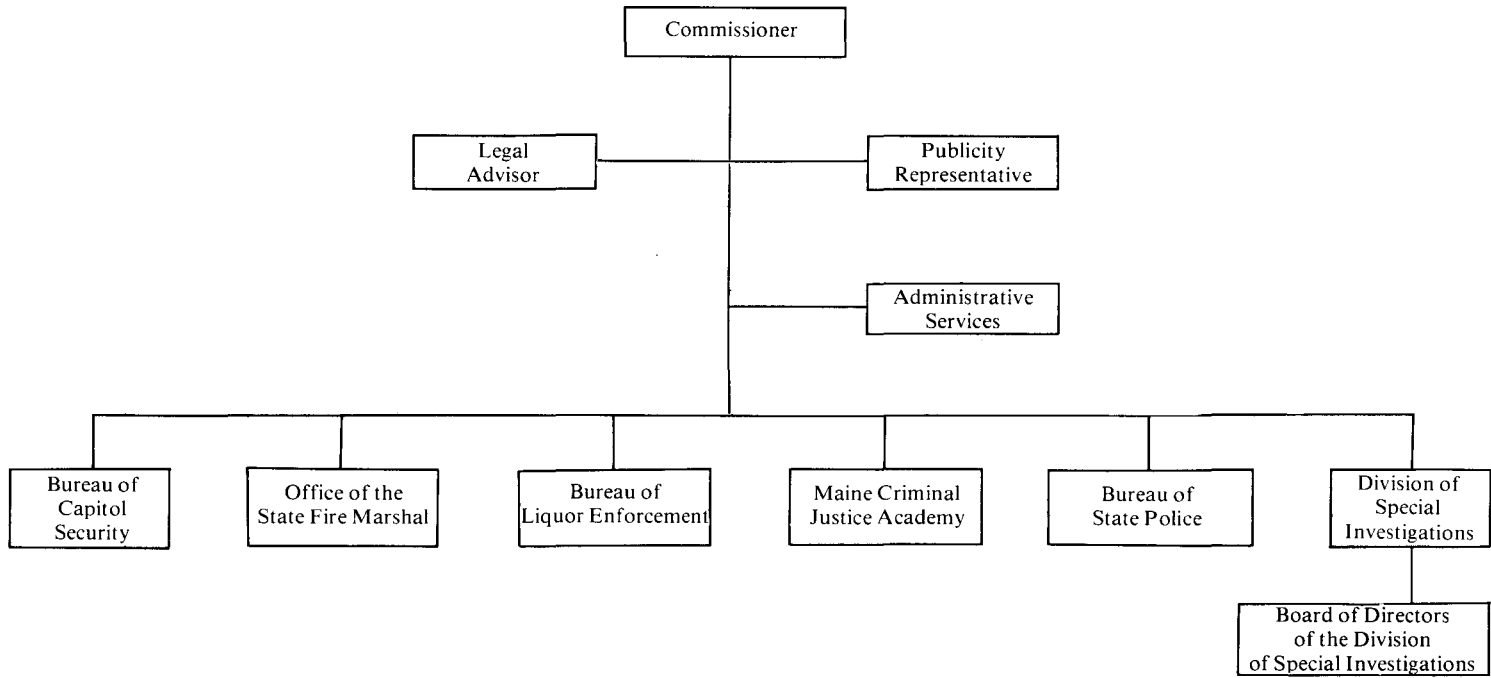 Commissioner
Legal
Advisor
Publicity
Representative
Administrative
Services
Bureau of
Capitol
Security
Office of the
State Fire Marshal
Bureau of
Liquor Enforcement
Maine Criminal
Justice Academy
Bureau of
State Police
Division of
Special
Investigations
Board of Directors
of the Division
of Special Investigations